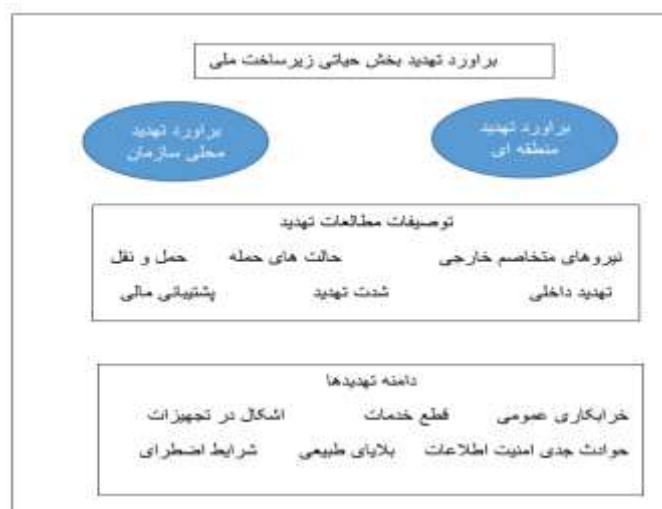 براورد تهدید بخش حیاتی زیرساخت ملی
براورد تهدید
منطقه ای
براورد تهدید
محلی سازمان
توصیفات مطالعات تهدید
نیروهای متخاصم خارجی حالت های حمله حمل و نقل
تهدید داخلی شدت تهدید پشتیبانی مالی
دامنه تهدیدها
خرابکاری عمومی قطع خدمات اشکال در تجهیزات
حوادث جدی امنیت اطلاعات بلایای طبیعی شرایط اضطرای